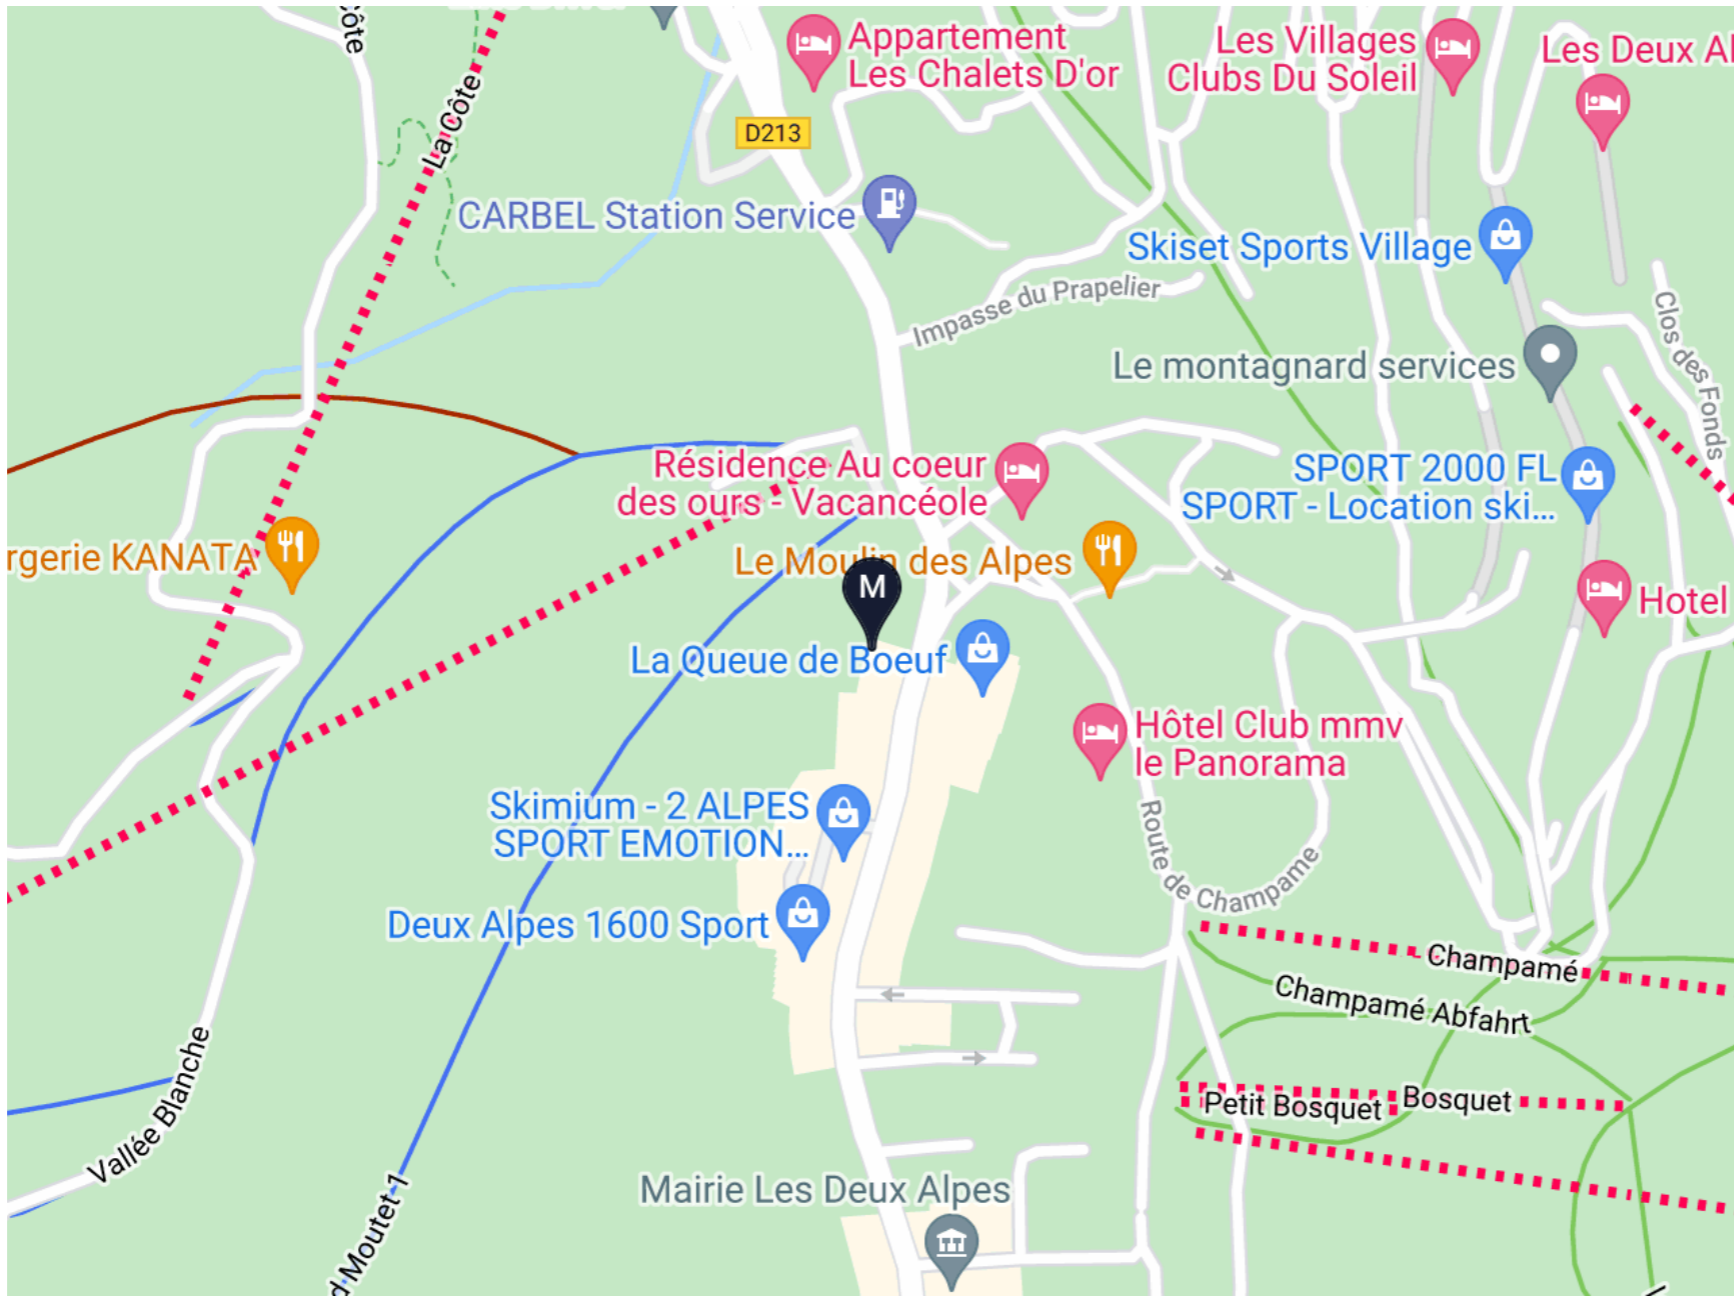 Appartement
Les Chalets D'or
Les Villages
Clubs Du Soleil
Les Deux Al
Côte
La Côte
D213
CARBEL Station Service
Skiset Sports Village
Impasse du Prapelier
Clos des Fonds
Le montagnard services
Résidence Au coeur
des ours - Vacancéole
SPORT 2000 FL
SPORT - Location ski...
rgerie KANATA
Le Moulin des Alpes
M
Hotel
La Queue de Boeuf
Hôtel Club mmv
le Panorama
Skimium - 2 ALPES
SPORT EMOTION...
Route de Champame
Deux Alpes 1600 Sport
Champamé
Champamé Abfahrt
Vallée Blanche
Petit Bosquet
Bosquet
Mairie Les Deux Alpes
d Moutet 1